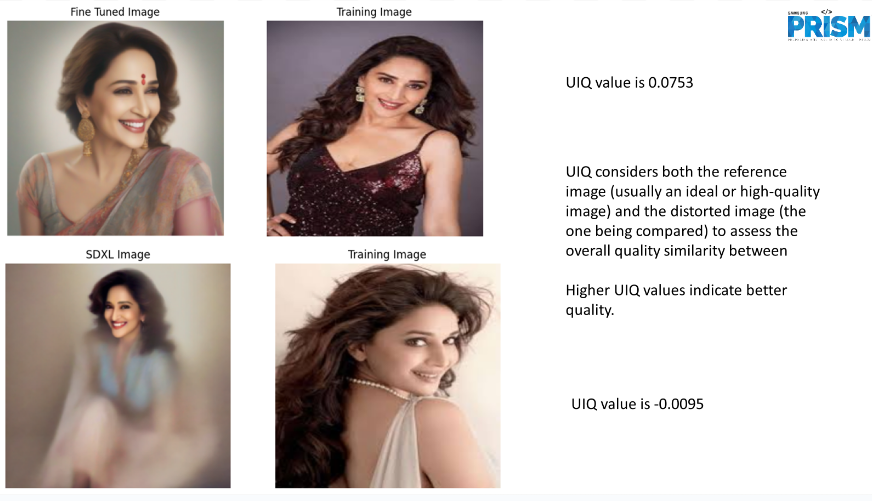 Fine Tuned Image
Training Image
SAMSUNG </>
PRISM
UIQ value is 0.0753
UIQ considers both the reference
image (usually an ideal or high-quality
image) and the distorted image (the
one being compared) to assess the
overall quality similarity between
Higher UIQ values indicate better
quality.
SDXL Image
Training Image
UIQ value is -0.0095